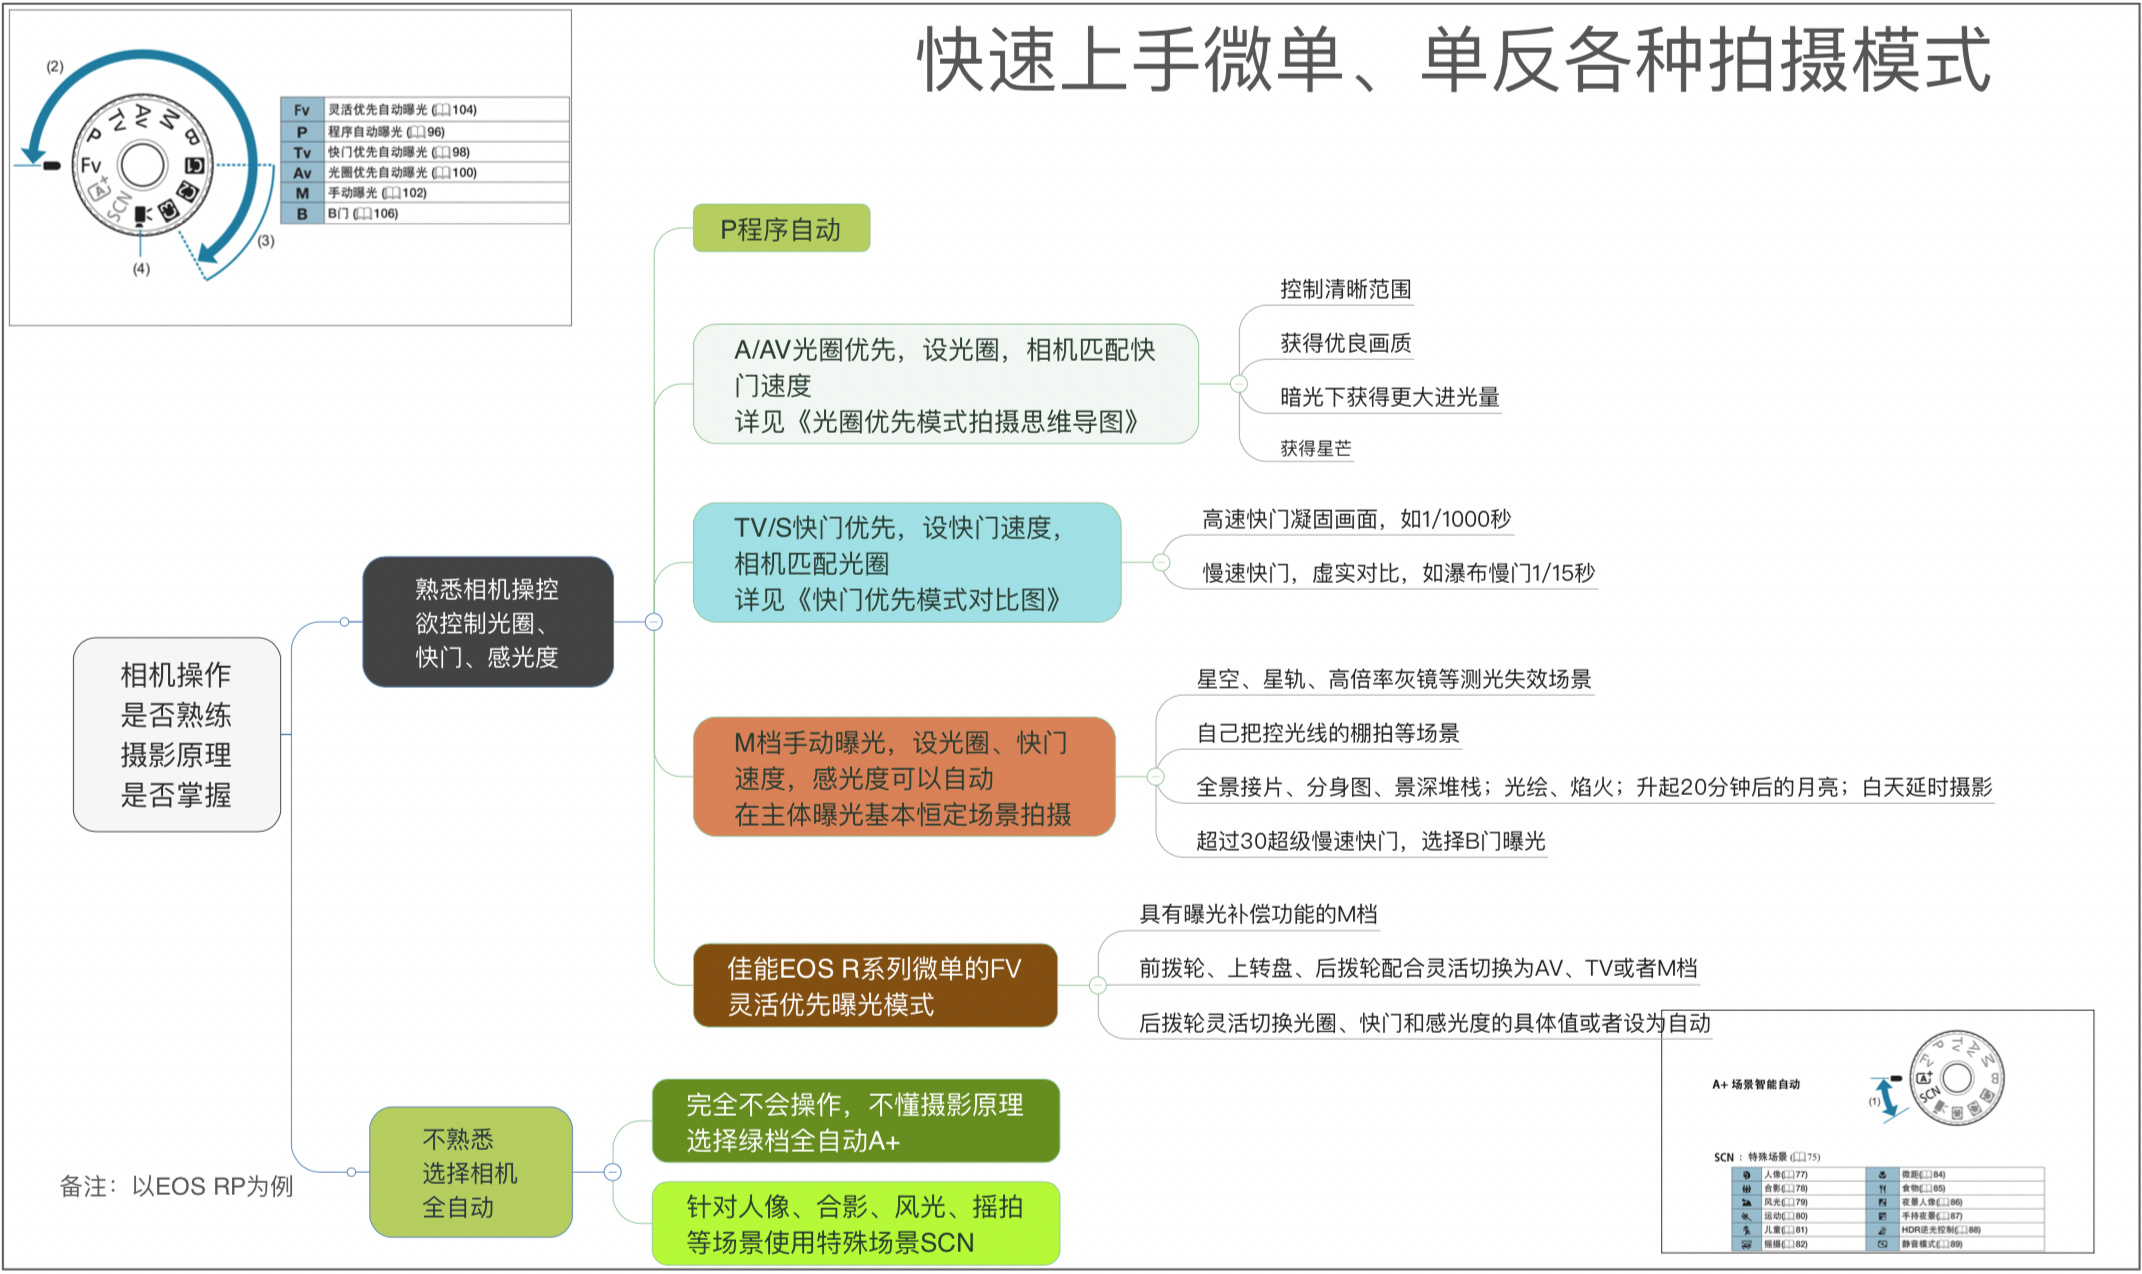 快速上手微单、单反各种拍摄模式
(2)
Fv
P
Tv
Av
M
B
A+
SCN
(3)
(4)
Fv 灵活优先自动曝光 (104)
P 程序自动曝光 (96)
Tv 快门优先自动曝光 (98)
Av 光圈优先自动曝光 (100)
M 手动曝光 (102)
B B门 (106)
相机操作
是否熟练
摄影原理
是否掌握
熟悉相机操控
欲控制光圈、
快门、感光度
P程序自动
A/AV光圈优先，设光圈，相机匹配快
门速度
详见《光圈优先模式拍摄思维导图》
控制清晰范围
获得优良画质
暗光下获得更大进光量
获得星芒
TV/S快门优先，设快门速度，
相机匹配光圈
详见《快门优先模式对比图》
高速快门凝固画面，如1/1000秒
慢速快门，虚实对比，如瀑布慢门1/15秒
M档手动曝光，设光圈、快门
速度，感光度可以自动
在主体曝光基本恒定场景拍摄
星空、星轨、高倍率灰镜等测光失效场景
自己把控光线的棚拍等场景
全景接片、分身图、景深堆栈；光绘、焰火；升起20分钟后的月亮；白天延时摄影
超过30超级慢速快门，选择B门曝光
佳能EOS R系列微单的FV
灵活优先曝光模式
具有曝光补偿功能的M档
前拨轮、上转盘、后拨轮配合灵活切换为AV、TV或者M档
后拨轮灵活切换光圈、快门和感光度的具体值或者设为自动
不熟悉
选择相机
全自动
完全不会操作，不懂摄影原理
选择绿档全自动A+
针对人像、合影、风光、摇拍
等场景使用特殊场景SCN
备注：以EOS RP为例
A+ 场景智能自动
(1)
Fv
P
Tv
Av
M
B
A+
SCN
SCN ：特殊场景 (75)
人像(77) 微距(84)
合影(78) 食物(85)
风光(79) 夜景人像(86)
运动(80) 手持夜景(87)
儿童(81) HDR逆光控制(88)
摇摄(82) 静音模式(89)